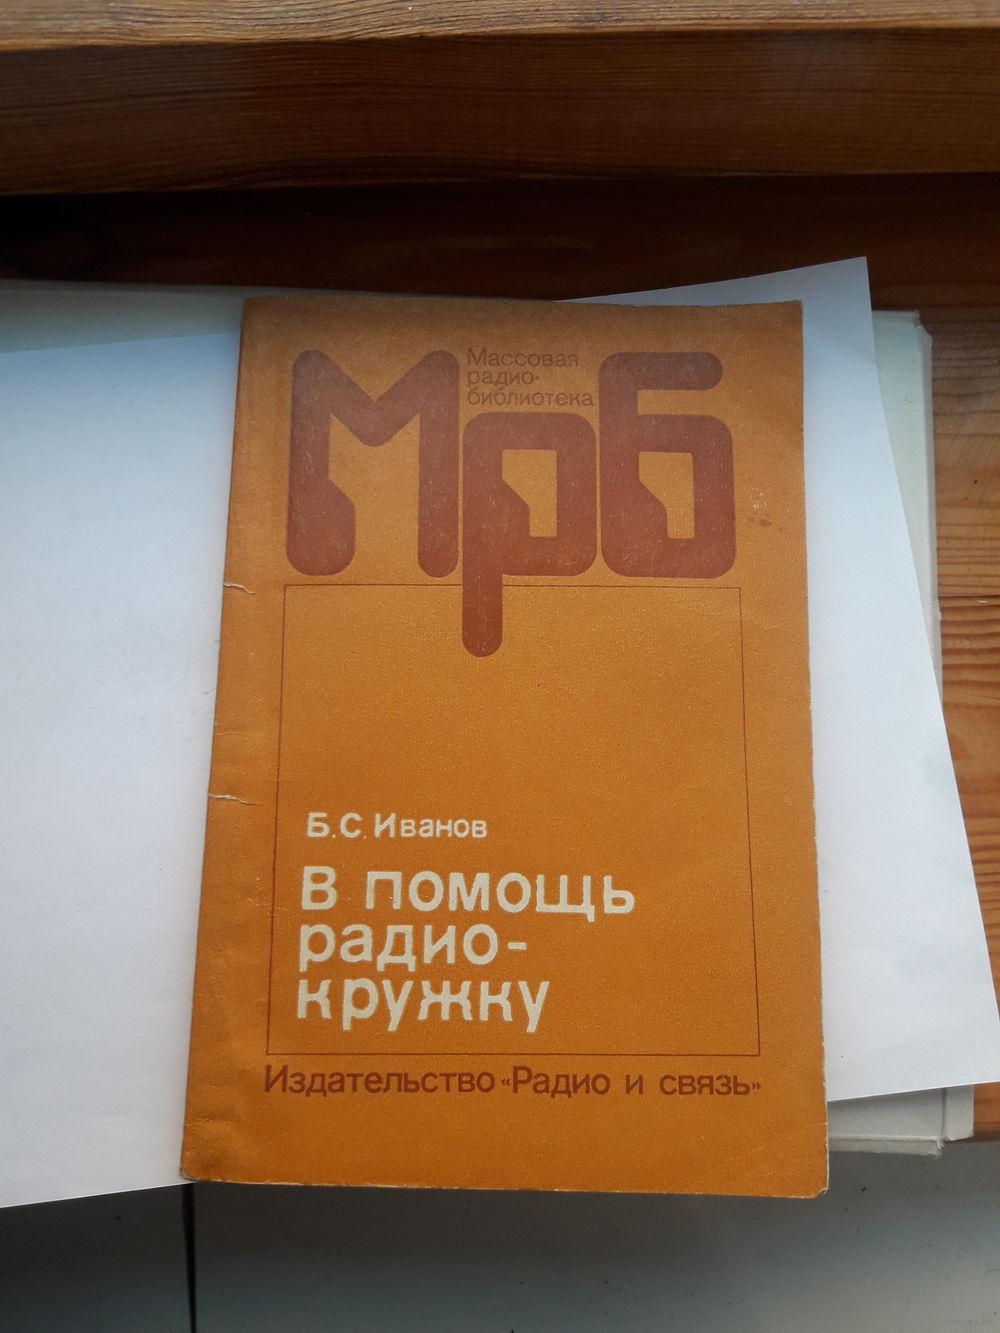 Массовая
радио-
библиотека
Мрб
Б.С. Иванов
В помощь
радио-
кружку
Издательство «Радио и связь»